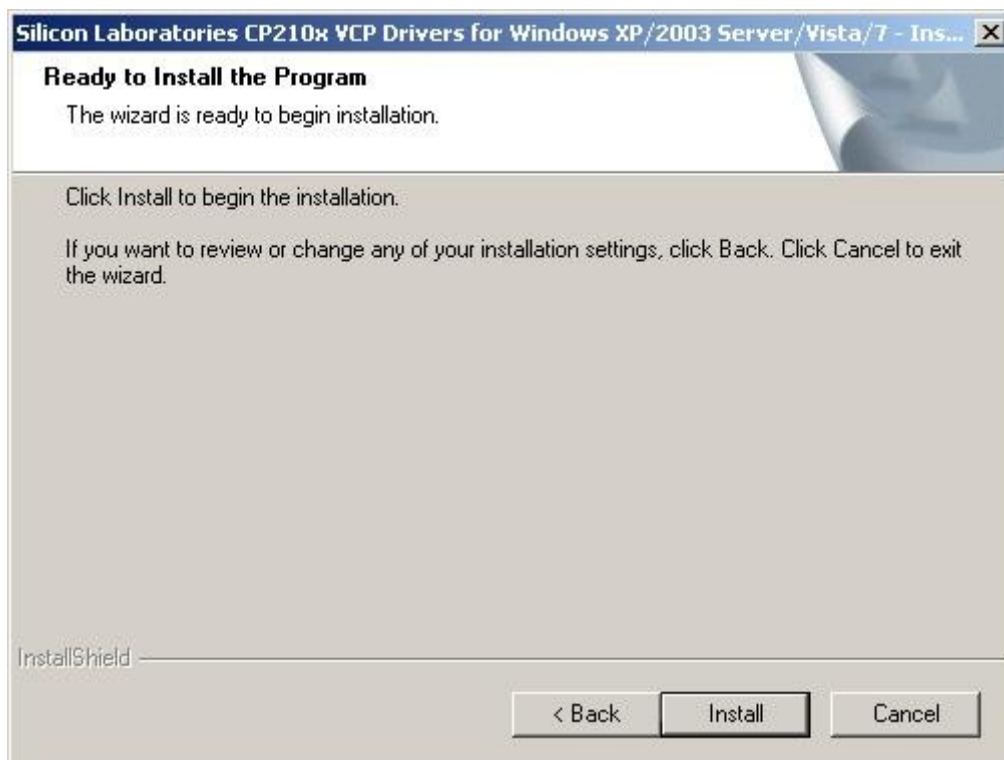 Silicon Laboratories CP210x VCP Drivers for Windows XP/2003 Server/Vista/7 - Ins...
Ready to Install the Program
The wizard is ready to begin installation.
Click Install to begin the installation.
If you want to review or change any of your installation settings, click Back. Click Cancel to exit
the wizard.
InstallShield
< Back
Install
Cancel